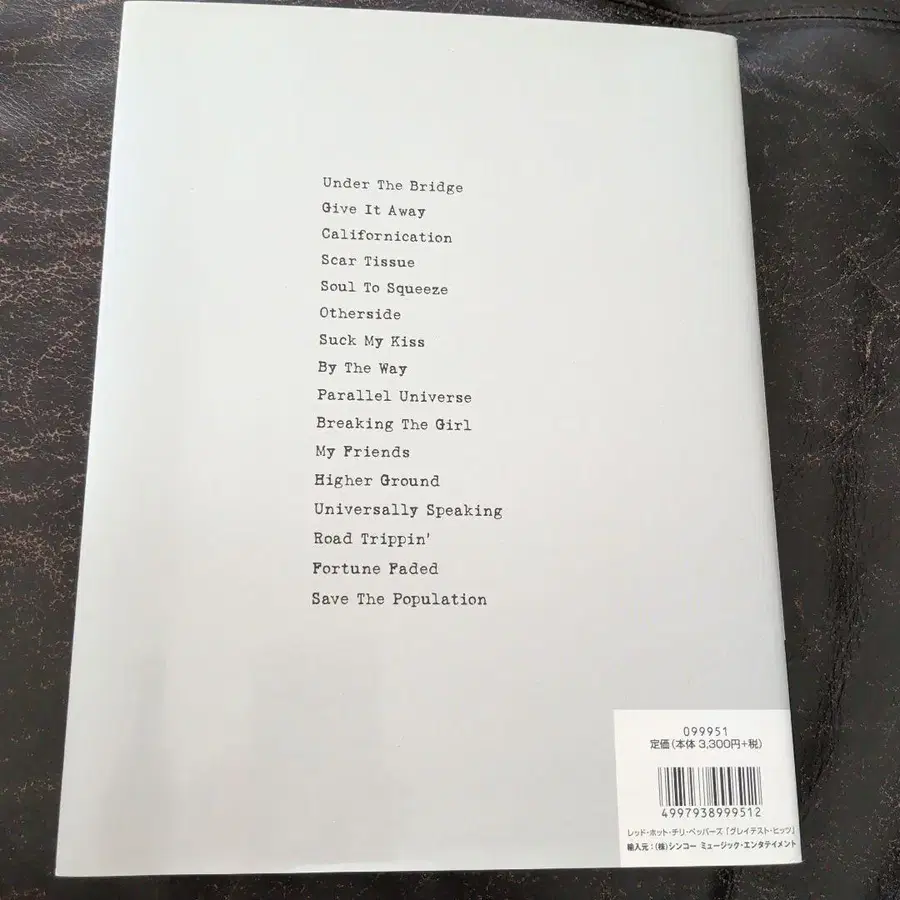 Under The Bridge
Give It Away
Californication
Scar Tissue
Soul To Squeeze
Otherside
Suck My Kiss
By The Way
Parallel Universe
Breaking The Girl
My Friends
Higher Ground
Universally Speaking
Road Trippin'
Fortune Faded
Save The Population
099951
定価(本体 3,300円+税)
4997938999512
レッド・ホット・チリ・ペッパーズ「グレイテスト・ヒッツ」
輸入元:(株)シンコー ミュージック・エンタテイメント